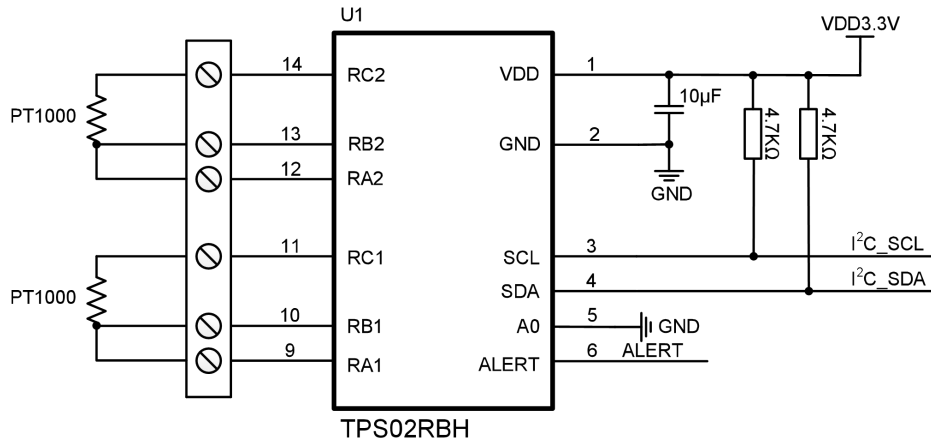 U1
VDD3.3V
14 RC2 VDD 1
PT1000
10µF
4.7KΩ
4.7KΩ
13 RB2 GND 2
12 RA2
GND
11 RC1 SCL 3 I²C_SCL
PT1000
SDA 4 I²C_SDA
10 RB1 A0 5 GND
9 RA1 ALERT 6 ALERT
TPS02RBH